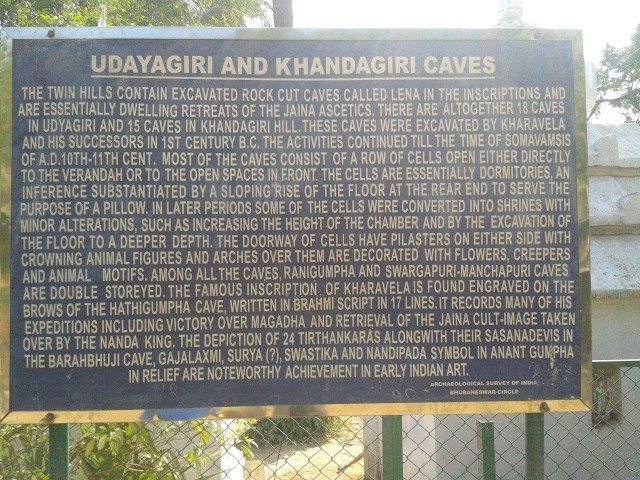 UDAYAGIRI AND KHANDAGIRI CAVES
THE TWIN HILLS CONTAIN EXCAVATED ROCK CUT CAVES CALLED LENA IN THE INSCRIPTIONS AND
ARE ESSENTIALLY DWELLING RETREATS OF THE JAINA ASCETICS. THERE ARE ALTOGETHER 18 CAVES
IN UDYAGIRI AND 15 CAVES IN KHANDAGIRI HILL. THESE CAVES WERE EXCAVATED BY KHARAVELA
AND HIS SUCCESSORS IN 1ST CENTURY B.C. THE ACTIVITIES CONTINUED TILL THE TIME OF SOMAVAMSIS
OF A.D.10TH-11TH CENT. MOST OF THE CAVES CONSIST OF A ROW OF CELLS OPEN EITHER DIRECTLY
TO THE VERANDAH OR TO THE OPEN SPACES IN FRONT. THE CELLS ARE ESSENTIALLY DORMITORIES, AN
INFERENCE SUBSTANTIATED BY A SLOPING RISE OF THE FLOOR AT THE REAR END TO SERVE THE
PURPOSE OF A PILLOW. IN LATER PERIODS SOME OF THE CELLS WERE CONVERTED INTO SHRINES WITH
MINOR ALTERATIONS, SUCH AS INCREASING THE HEIGHT OF THE CHAMBER AND BY THE EXCAVATION OF
THE FLOOR TO A DEEPER DEPTH. THE DOORWAY OF CELLS HAVE PILASTERS ON EITHER SIDE WITH
CROWNING ANIMAL FIGURES AND ARCHES OVER THEM ARE DECORATED WITH FLOWERS, CREEPERS
AND ANIMAL MOTIFS. AMONG ALL THE CAVES, RANIGUMPHA AND SWARGAPURI-MANCHAPURI CAVES
ARE DOUBLE STOREYED. THE FAMOUS INSCRIPTION OF KHARAVELA IS FOUND ENGRAVED ON THE
BROWS OF THE HATHIGUMPHA CAVE, WRITTEN IN BRAHMI SCRIPT IN 17 LINES. IT RECORDS MANY OF HIS
EXPEDITIONS INCLUDING VICTORY OVER MAGADHA AND RETRIEVAL OF THE JAINA CULT-IMAGE TAKEN
OVER BY THE NANDA KING. THE DEPICTION OF 24 TIRTHANKARAS ALONGWITH THEIR SASANADEVIS IN
THE BARAHBHUJI CAVE, GAJALAXMI, SURYA (?), SWASTIKA AND NANDIPADA SYMBOL IN ANANT GUMPHA
IN RELIEF ARE NOTEWORTHY ACHIEVEMENT IN EARLY INDIAN ART.
ARCHAEOLOGICAL SURVEY OF INDIA
BHUBANESWAR-CIRCLE